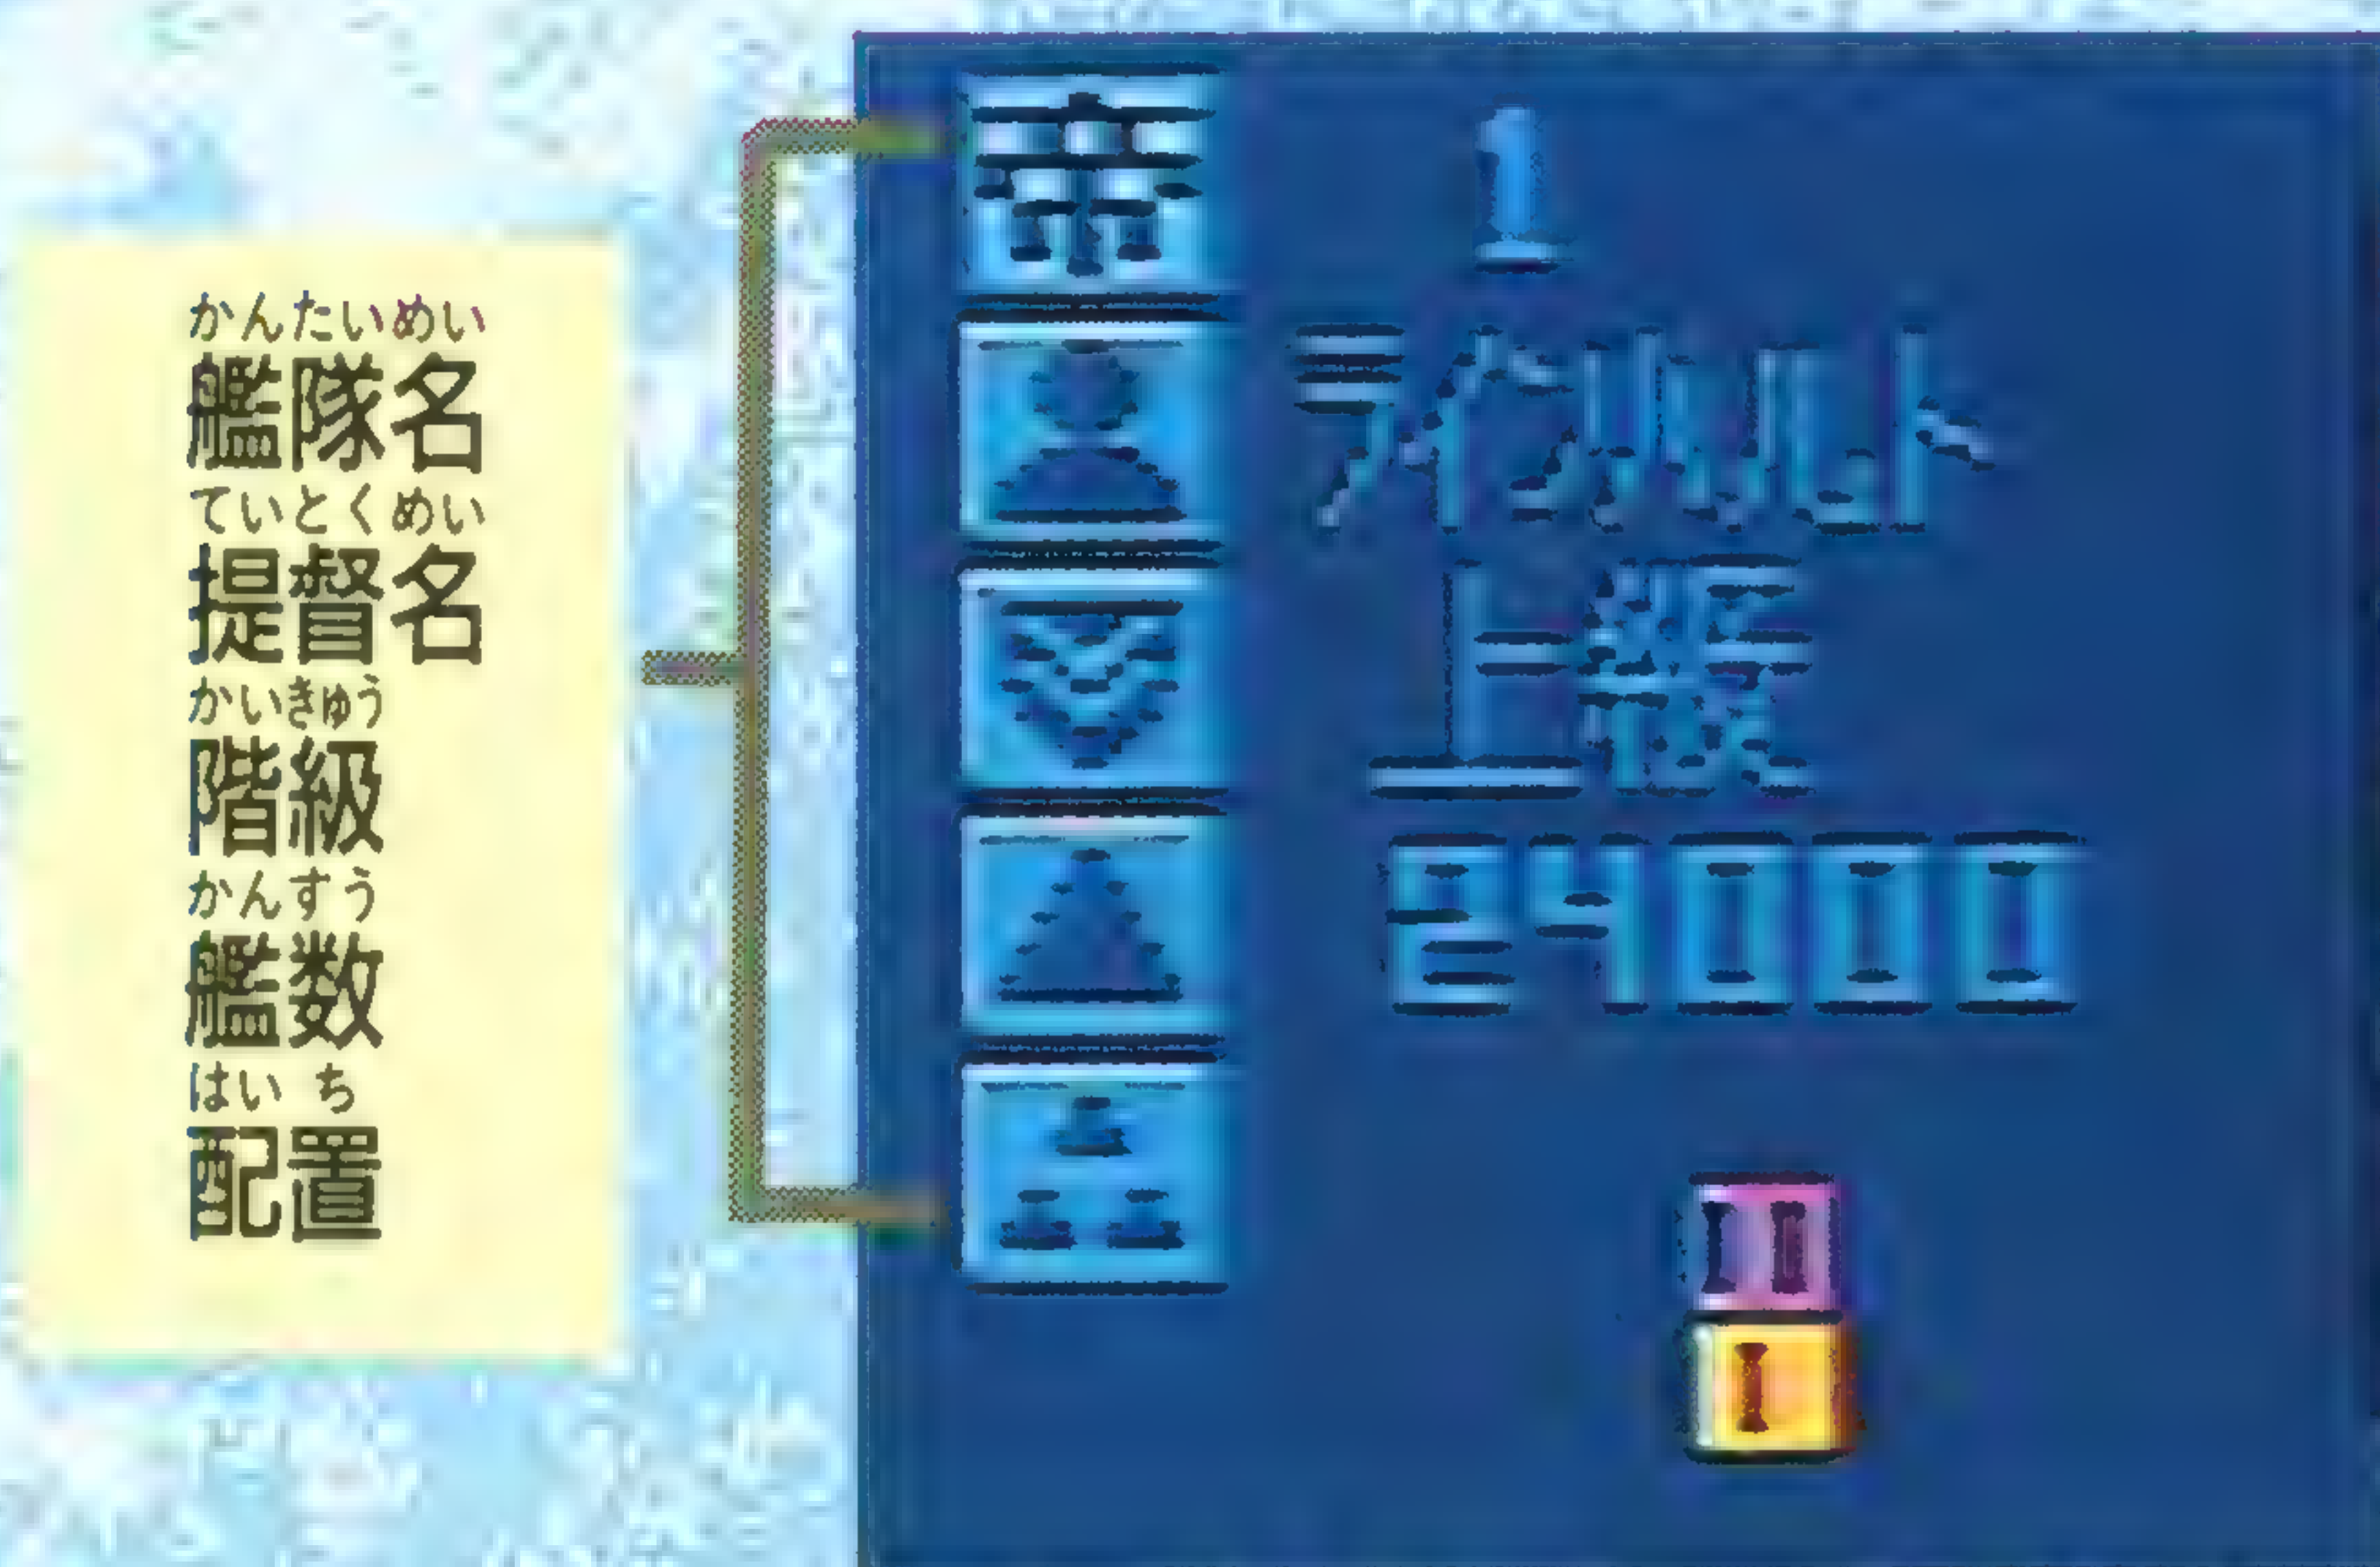 かんたいめい
艦隊名
ていとくめい
提督名
かいきゅう
階級
かんすう
艦数
はいち
配置
1
ラインハルト
上級
24000
II
I